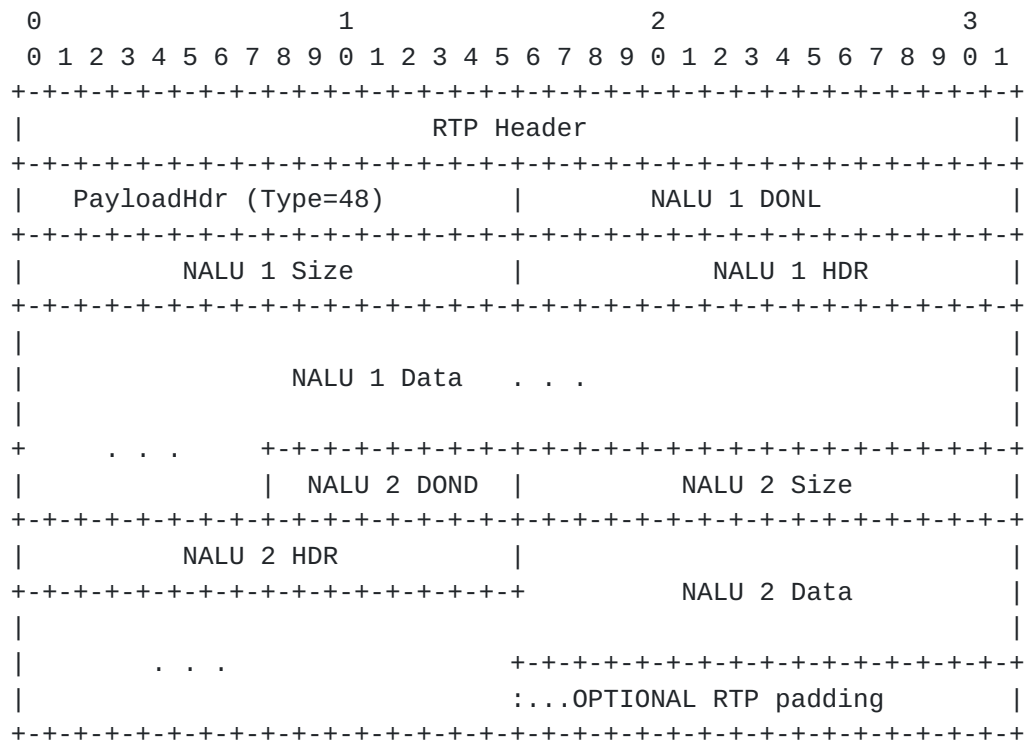 0                   1                   2                   3
 0 1 2 3 4 5 6 7 8 9 0 1 2 3 4 5 6 7 8 9 0 1 2 3 4 5 6 7 8 9 0 1
+-+-+-+-+-+-+-+-+-+-+-+-+-+-+-+-+-+-+-+-+-+-+-+-+-+-+-+-+-+-+-+-+
|                          RTP Header                           |
+-+-+-+-+-+-+-+-+-+-+-+-+-+-+-+-+-+-+-+-+-+-+-+-+-+-+-+-+-+-+-+-+
|   PayloadHdr (Type=48)        |        NALU 1 DONL            |
+-+-+-+-+-+-+-+-+-+-+-+-+-+-+-+-+-+-+-+-+-+-+-+-+-+-+-+-+-+-+-+-+
|          NALU 1 Size          |            NALU 1 HDR         |
+-+-+-+-+-+-+-+-+-+-+-+-+-+-+-+-+-+-+-+-+-+-+-+-+-+-+-+-+-+-+-+-+
|                                                               |
|                 NALU 1 Data   . . .                           |
|                                                               |
+     . . .     +-+-+-+-+-+-+-+-+-+-+-+-+-+-+-+-+-+-+-+-+-+-+-+-+
|               |  NALU 2 DOND  |          NALU 2 Size          |
+-+-+-+-+-+-+-+-+-+-+-+-+-+-+-+-+-+-+-+-+-+-+-+-+-+-+-+-+-+-+-+-+
|          NALU 2 HDR           |                               |
+-+-+-+-+-+-+-+-+-+-+-+-+-+-+-+-+          NALU 2 Data          |
|                                                               |
|        . . .                  +-+-+-+-+-+-+-+-+-+-+-+-+-+-+-+-+
|                               :...OPTIONAL RTP padding        |
+-+-+-+-+-+-+-+-+-+-+-+-+-+-+-+-+-+-+-+-+-+-+-+-+-+-+-+-+-+-+-+-+